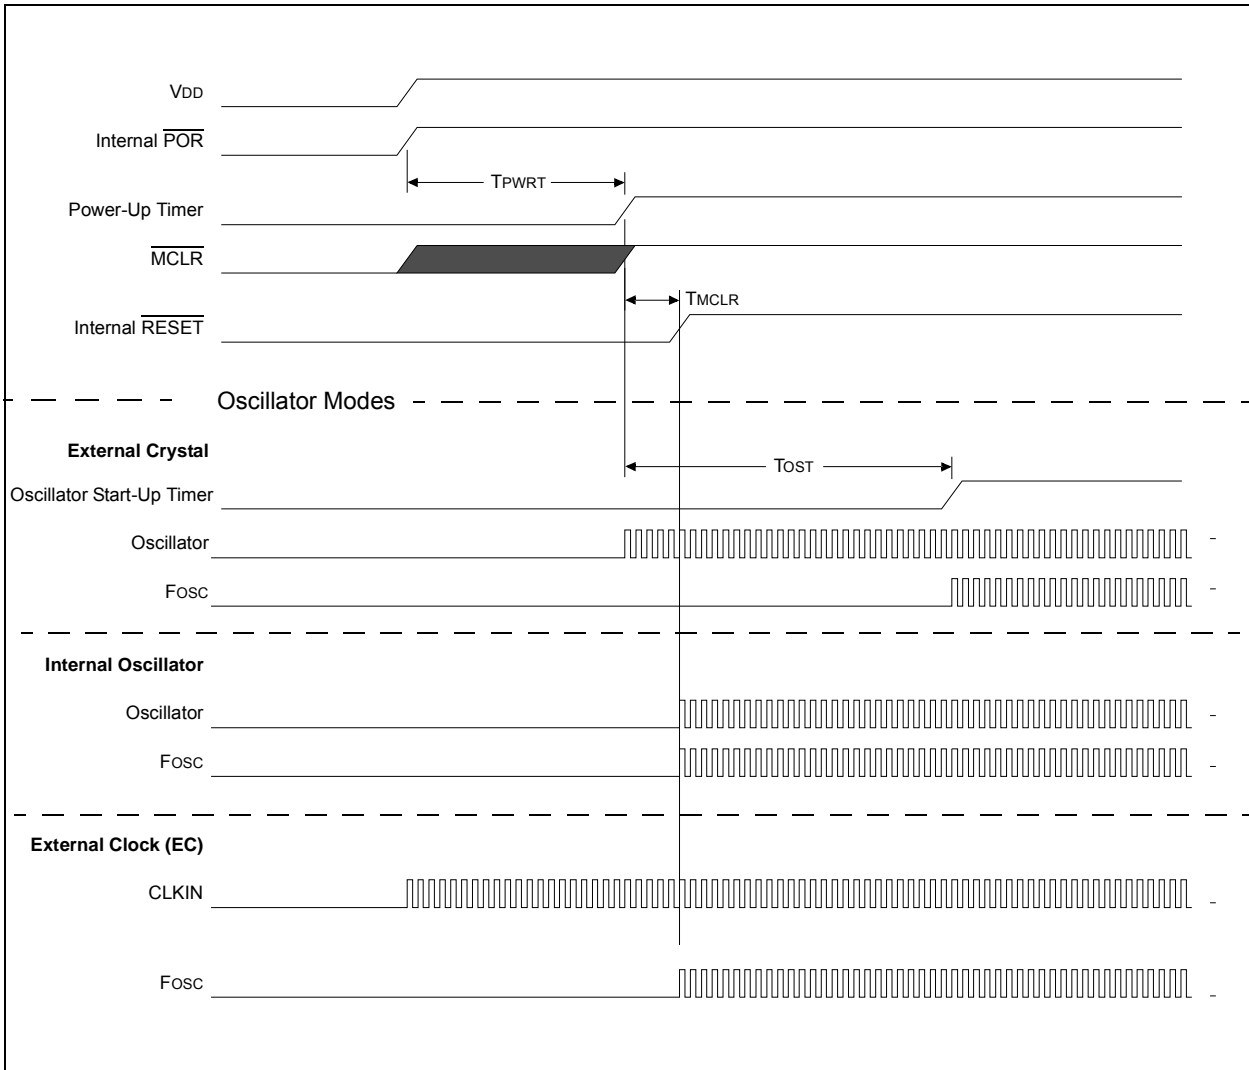 VDD
Internal POR
TPWRT
Power-Up Timer
MCLR
TMCLR
Internal RESET
Oscillator Modes
External Crystal
TOST
Oscillator Start-Up Timer
Oscillator
FOSC
Internal Oscillator
Oscillator
FOSC
External Clock (EC)
CLKIN
FOSC